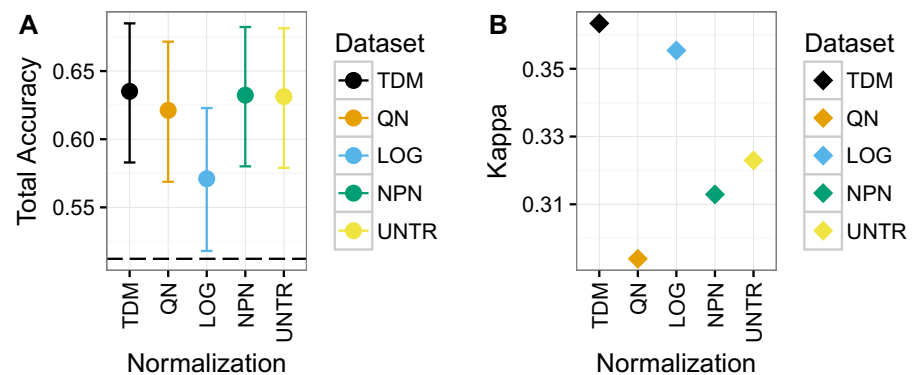 A
Total Accuracy
0.65
0.60
0.55
TDM
QN
LOG
NPN
UNTR
Normalization
Dataset
TDM
QN
LOG
NPN
UNTR
B
Kappa
0.35
0.33
0.31
TDM
QN
LOG
NPN
UNTR
Normalization
Dataset
TDM
QN
LOG
NPN
UNTR